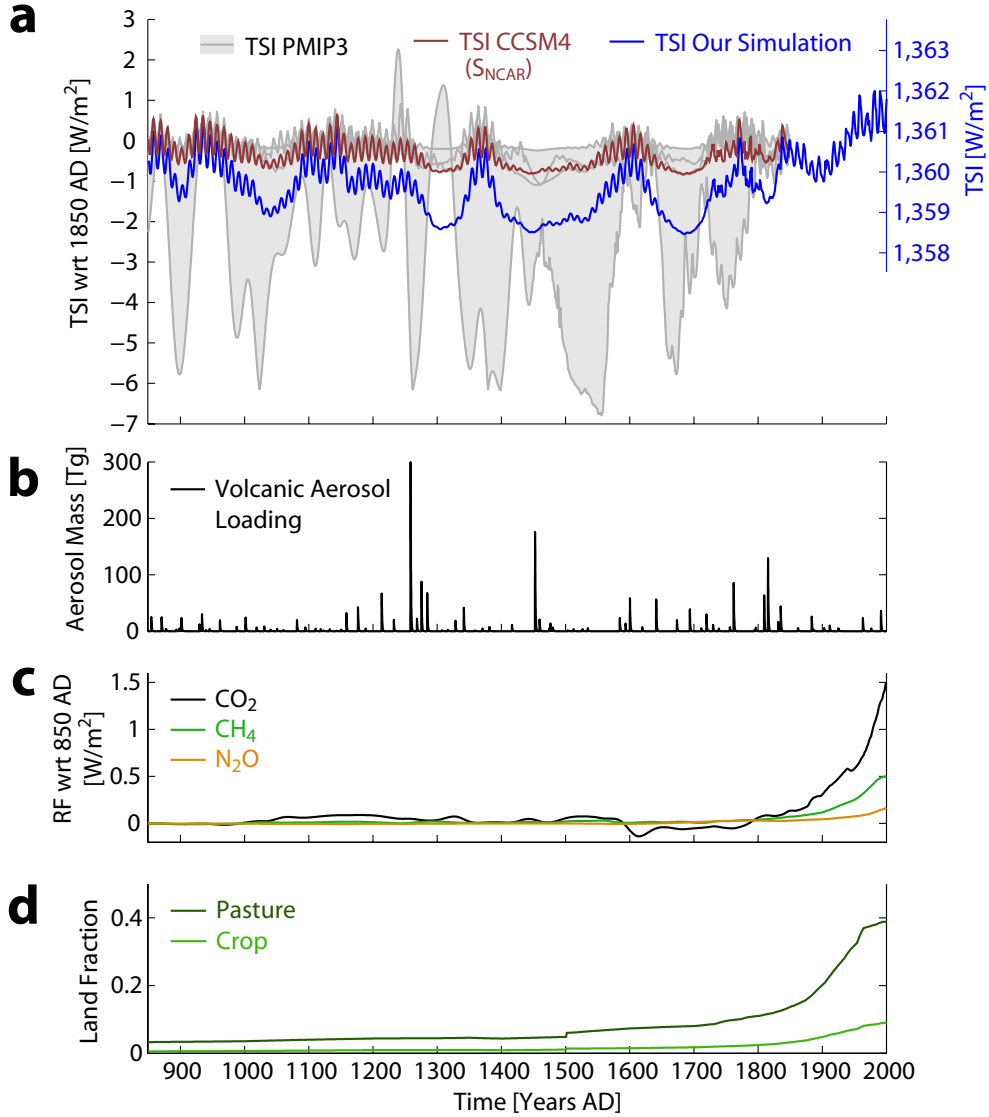 a
TSI wrt 1850 AD [W/m2]
3
2
1
0
−1
−2
−3
−4
−5
−6
−7
TSI PMIP3
TSI CCSM4
(SNCAR)
TSI Our Simulation
1,363
1,362
1,361
1,360
1,359
1,358
TSI [W/m2]
b
Aerosol Mass [Tg]
300
200
100
0
Volcanic Aerosol
Loading
c
RF wrt 850 AD
[W/m2]
1.5
1
0.5
0
CO2
CH4
N2O
d
Land Fraction
0.4
0.2
0
Pasture
Crop
900 1000 1100 1200 1300 1400 1500 1600 1700 1800 1900 2000
Time [Years AD]